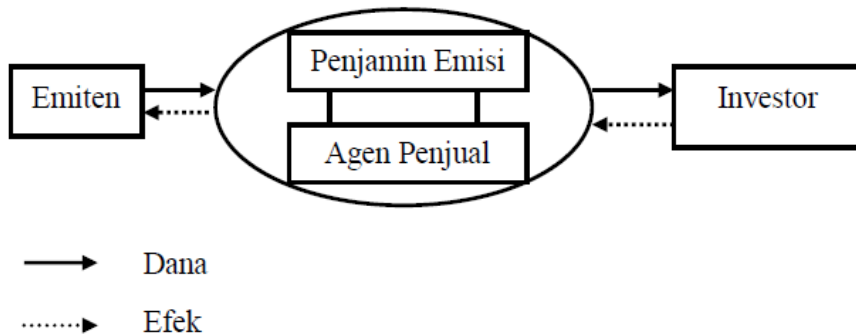 Penjamin Emisi
Emiten
Investor
Agen Penjual
Dana
Efek